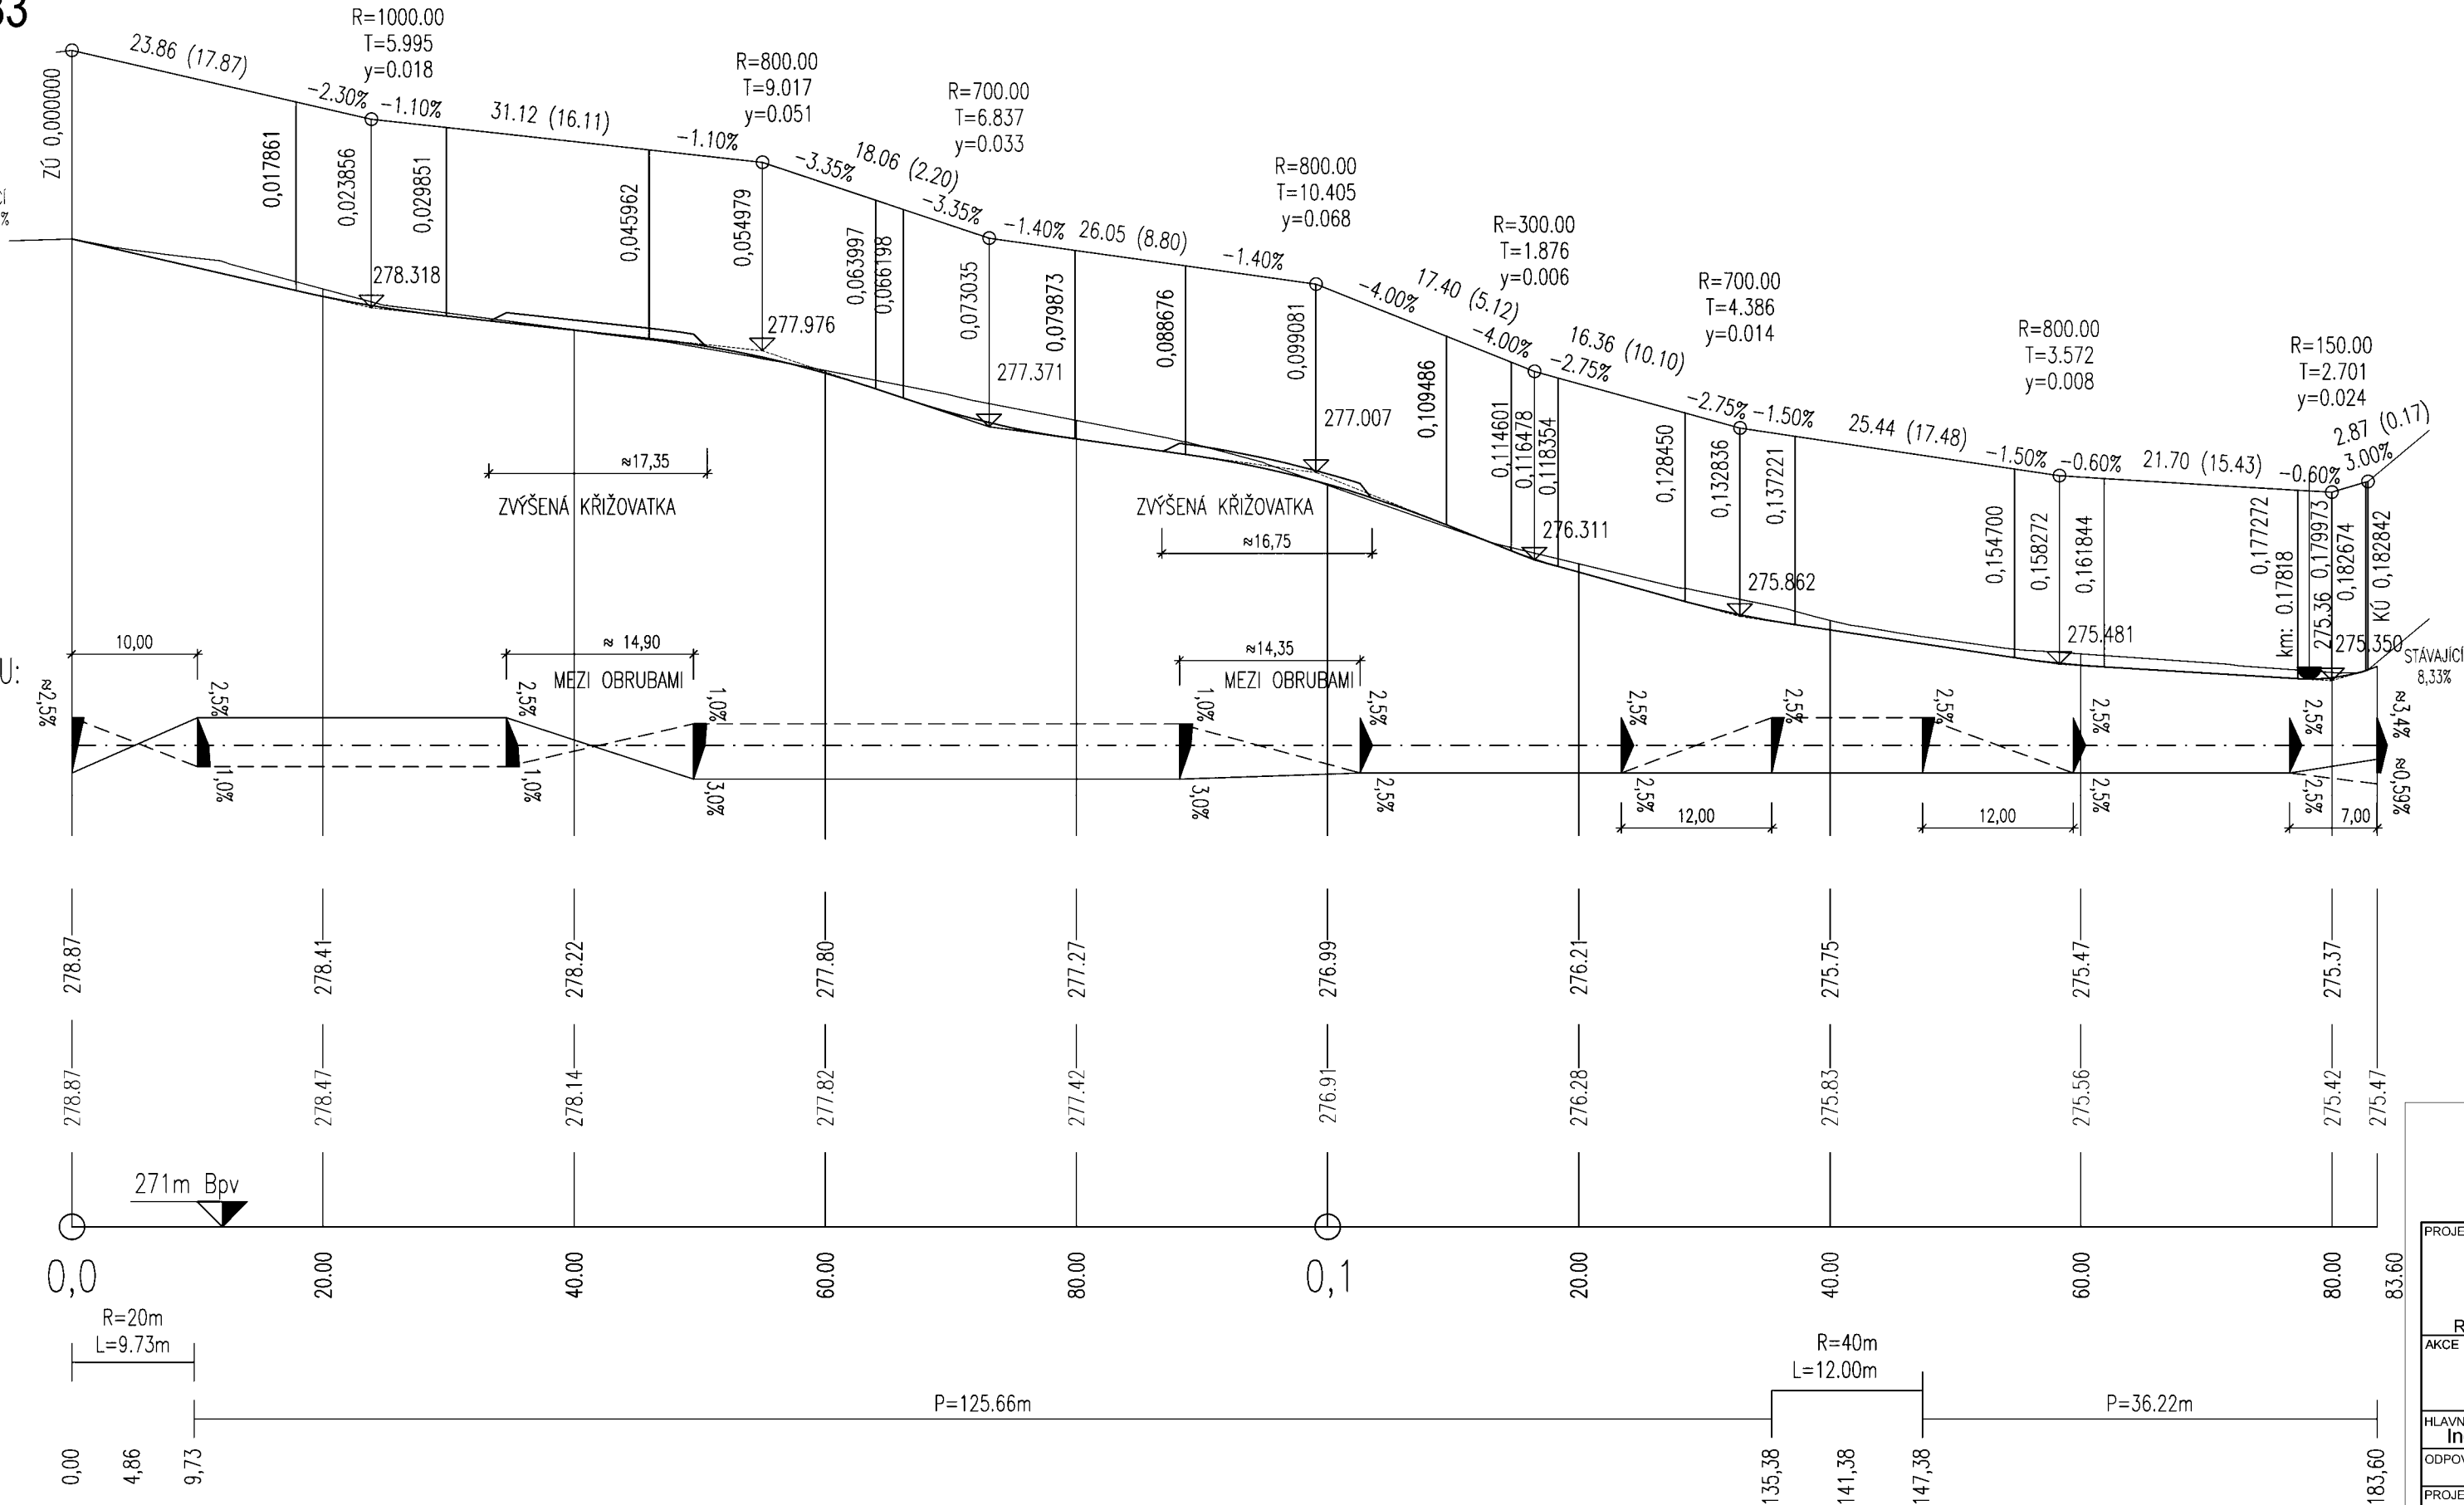 33
R=1000.00
T=5.995
y=0.018
R=800.00
T=9.017
y=0.051
R=700.00
T=6.837
y=0.033
R=800.00
T=10.405
y=0.068
R=300.00
T=1.876
y=0.006
R=700.00
T=4.386
y=0.014
R=800.00
T=3.572
y=0.008
R=150.00
T=2.701
y=0.024
23.86 (17.87)
-2.30%
-1.10%
31.12 (16.11)
-1.10%
-3.35%
18.06 (2.20)
-3.35%
-1.40%
26.05 (8.80)
-1.40%
-4.00%
17.40 (5.12)
-4.00%
-2.75%
16.36 (10.10)
-2.75%
-1.50%
25.44 (17.48)
-1.50%
-0.60%
21.70 (15.43)
-0.60%
3.00%
2.87 (0.17)
ZÚ 0,000000
0,017861
0,023856
0,029851
0,045962
0,054979
0,063997
0,066198
0,073035
0,079873
0,088676
0,099081
0,109486
0,114601
0,116478
0,118354
0,128450
0,132836
0,137221
0,154700
0,158272
0,161844
0,177272
km: 0.17818
275.36
0,179973
0,182674
KÚ 0,182842
278.318
277.976
277.371
277.007
276.311
275.862
275.481
275.350
STÁVAJÍCÍ
8,33%
≈17,35
ZVÝŠENÁ KŘIŽOVATKA
ZVÝŠENÁ KŘIŽOVATKA
≈16,75
U:
10,00
≈ 14,90
MEZI OBRUBAMI
≈14,35
MEZI OBRUBAMI
≈2,5%
2,5%
1,0%
2,5%
1,0%
1,0%
3,0%
1,0%
3,0%
2,5%
2,5%
2,5%
2,5%
2,5%
2,5%
2,5%
2,5%
2,5%
2,5%
≈3,4%
≈0,59%
12,00
12,00
7,00
278.87
278.41
278.22
277.80
277.27
276.99
276.21
275.75
275.47
275.37
278.87
278.47
278.14
277.82
277.42
276.91
276.28
275.83
275.56
275.42
275.47
271m Bpv
0,0
20.00
40.00
60.00
80.00
0,1
20.00
40.00
60.00
80.00
83.60
R=20m
L=9.73m
P=125.66m
R=40m
L=12.00m
P=36.22m
0,00
4,86
9,73
135,38
141,38
147,38
183,60
PROJE
R
AKCE
HLAVN
In
ODPOV
PROJE